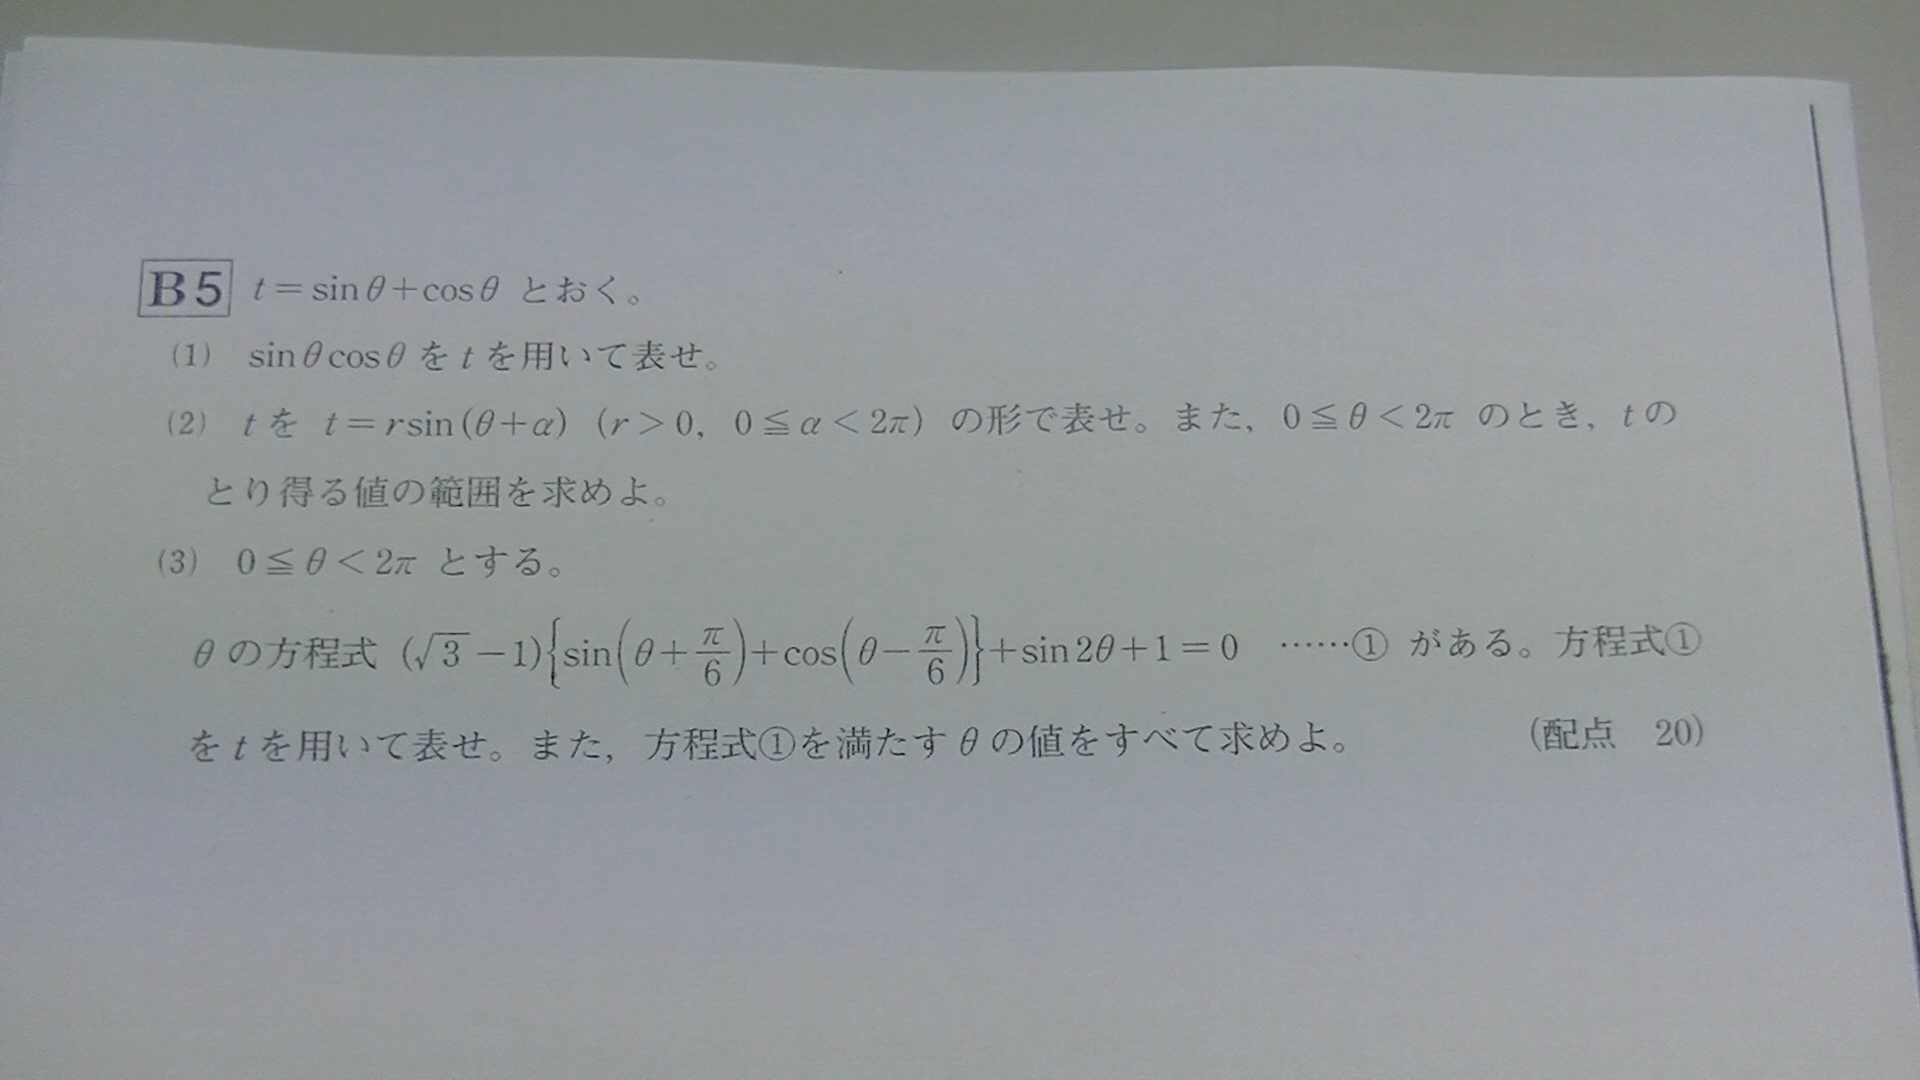 B5 t=sinθ+cosθ とおく。
(1) sinθcosθ を t を用いて表せ。
(2) t を t=rsin(θ+α) (r>0, 0≦α<2π) の形で表せ。また, 0≦θ<2π のとき, t の
とり得る値の範囲を求めよ。
(3) 0≦θ<2π とする。
θ の方程式 (√3−1){sin(θ+π/6)+cos(θ−π/6)}+sin2θ+1=0 ……① がある。方程式①
を t を用いて表せ。また, 方程式①を満たす θ の値をすべて求めよ。 (配点 20)